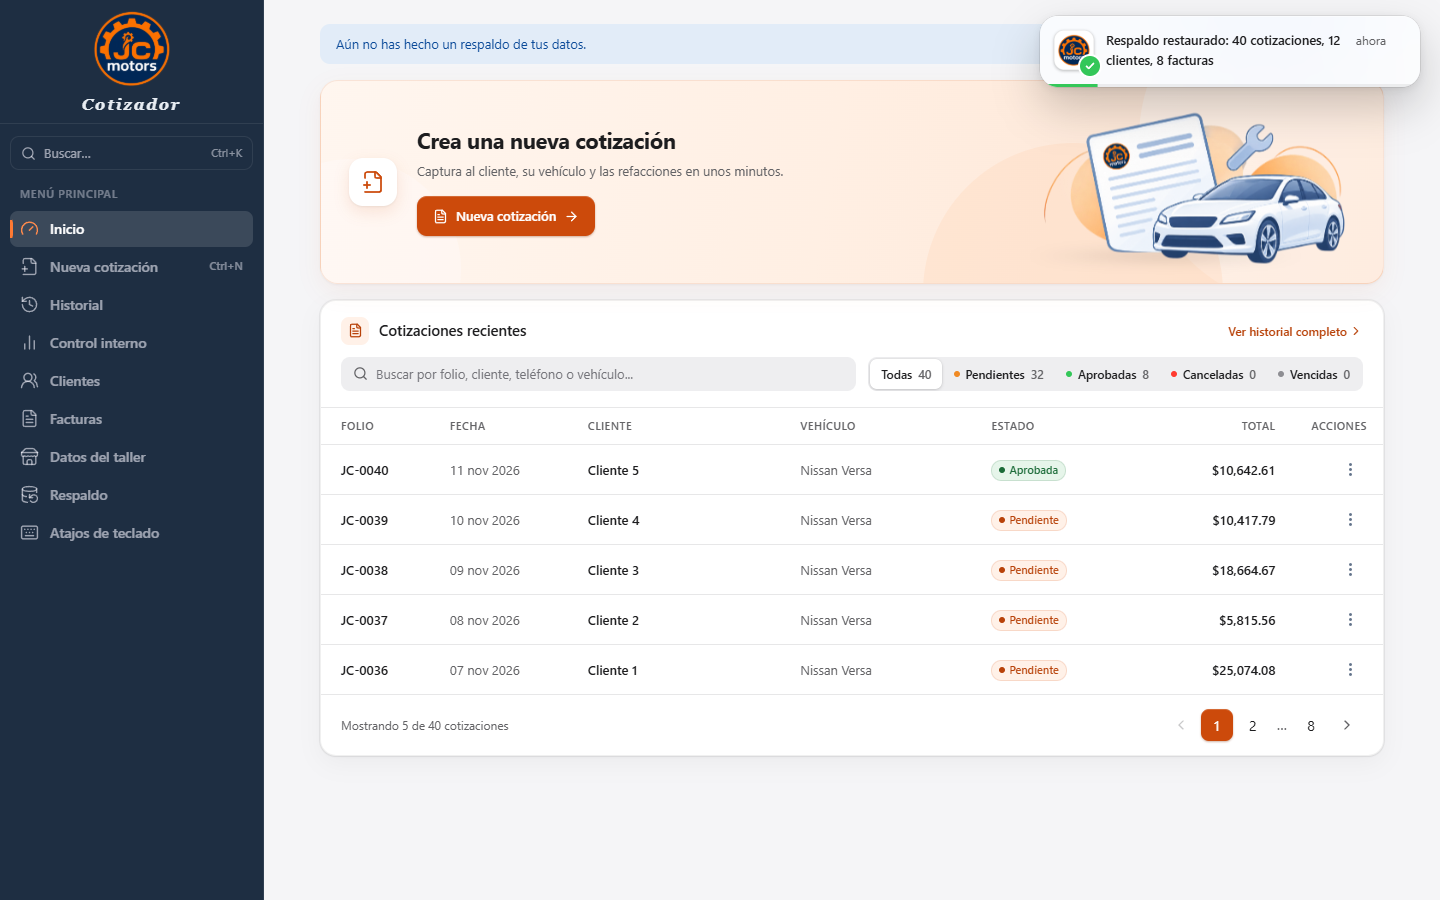 JC
motors
Cotizador
Buscar... Ctrl+K
MENÚ PRINCIPAL
Inicio
Nueva cotización Ctrl+N
Historial
Control interno
Clientes
Facturas
Datos del taller
Respaldo
Atajos de teclado
Aún no has hecho un respaldo de tus datos.
Respaldo restaurado: 40 cotizaciones, 12 ahora
clientes, 8 facturas
Crea una nueva cotización
Captura al cliente, su vehículo y las refacciones en unos minutos.
Nueva cotización
Cotizaciones recientes
Ver historial completo
Buscar por folio, cliente, teléfono o vehículo...
Todas 40 Pendientes 32 Aprobadas 8 Canceladas 0 Vencidas 0
FOLIO FECHA CLIENTE VEHÍCULO ESTADO TOTAL ACCIONES
JC-0040 11 nov 2026 Cliente 5 Nissan Versa Aprobada $10,642.61
JC-0039 10 nov 2026 Cliente 4 Nissan Versa Pendiente $10,417.79
JC-0038 09 nov 2026 Cliente 3 Nissan Versa Pendiente $18,664.67
JC-0037 08 nov 2026 Cliente 2 Nissan Versa Pendiente $5,815.56
JC-0036 07 nov 2026 Cliente 1 Nissan Versa Pendiente $25,074.08
Mostrando 5 de 40 cotizaciones
1 2 ... 8